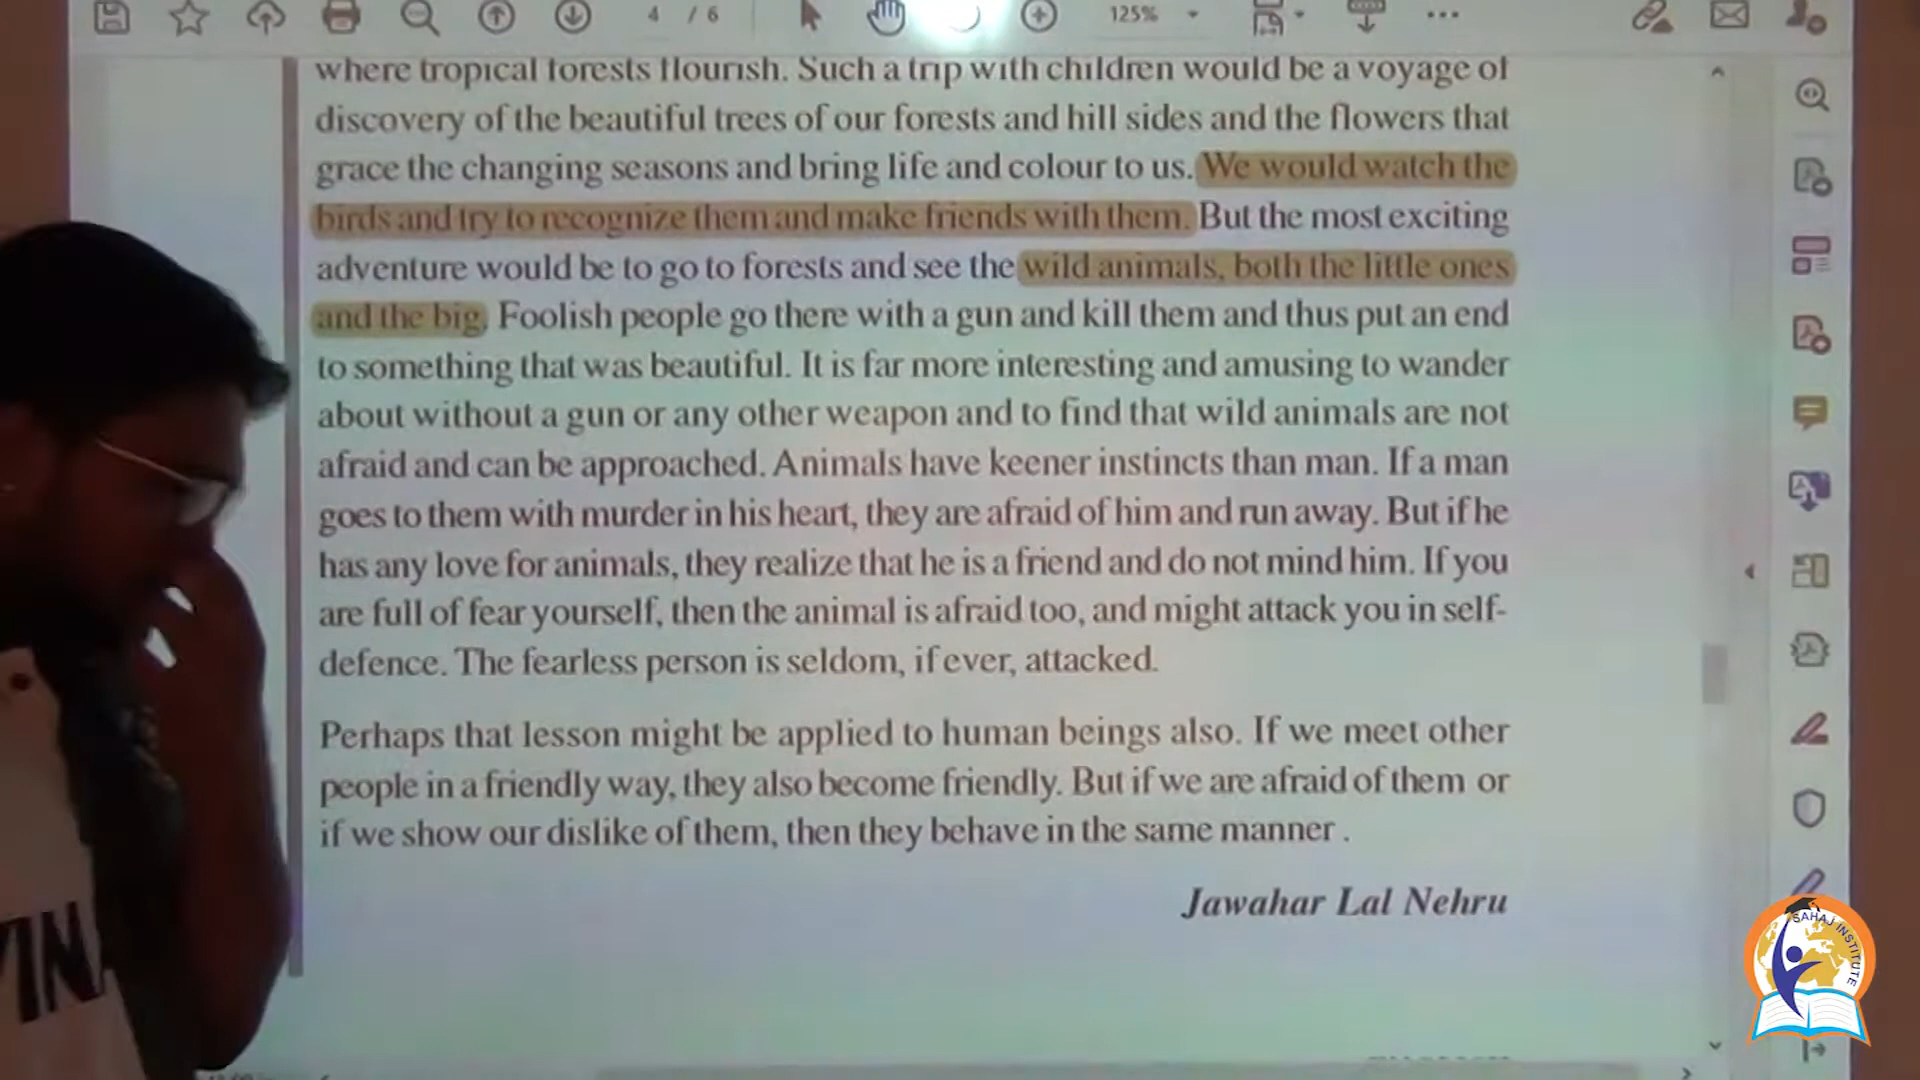 4 / 6
125%
where tropical forests flourish. Such a trip with children would be a voyage of
discovery of the beautiful trees of our forests and hill sides and the flowers that
grace the changing seasons and bring life and colour to us. We would watch the
birds and try to recognize them and make friends with them. But the most exciting
adventure would be to go to forests and see the wild animals, both the little ones
and the big. Foolish people go there with a gun and kill them and thus put an end
to something that was beautiful. It is far more interesting and amusing to wander
about without a gun or any other weapon and to find that wild animals are not
afraid and can be approached. Animals have keener instincts than man. If a man
goes to them with murder in his heart, they are afraid of him and run away. But if he
has any love for animals, they realize that he is a friend and do not mind him. If you
are full of fear yourself, then the animal is afraid too, and might attack you in self-
defence. The fearless person is seldom, if ever, attacked.
Perhaps that lesson might be applied to human beings also. If we meet other
people in a friendly way, they also become friendly. But if we are afraid of them or
if we show our dislike of them, then they behave in the same manner .
Jawahar Lal Nehru
SAHAJ INSTITUTE